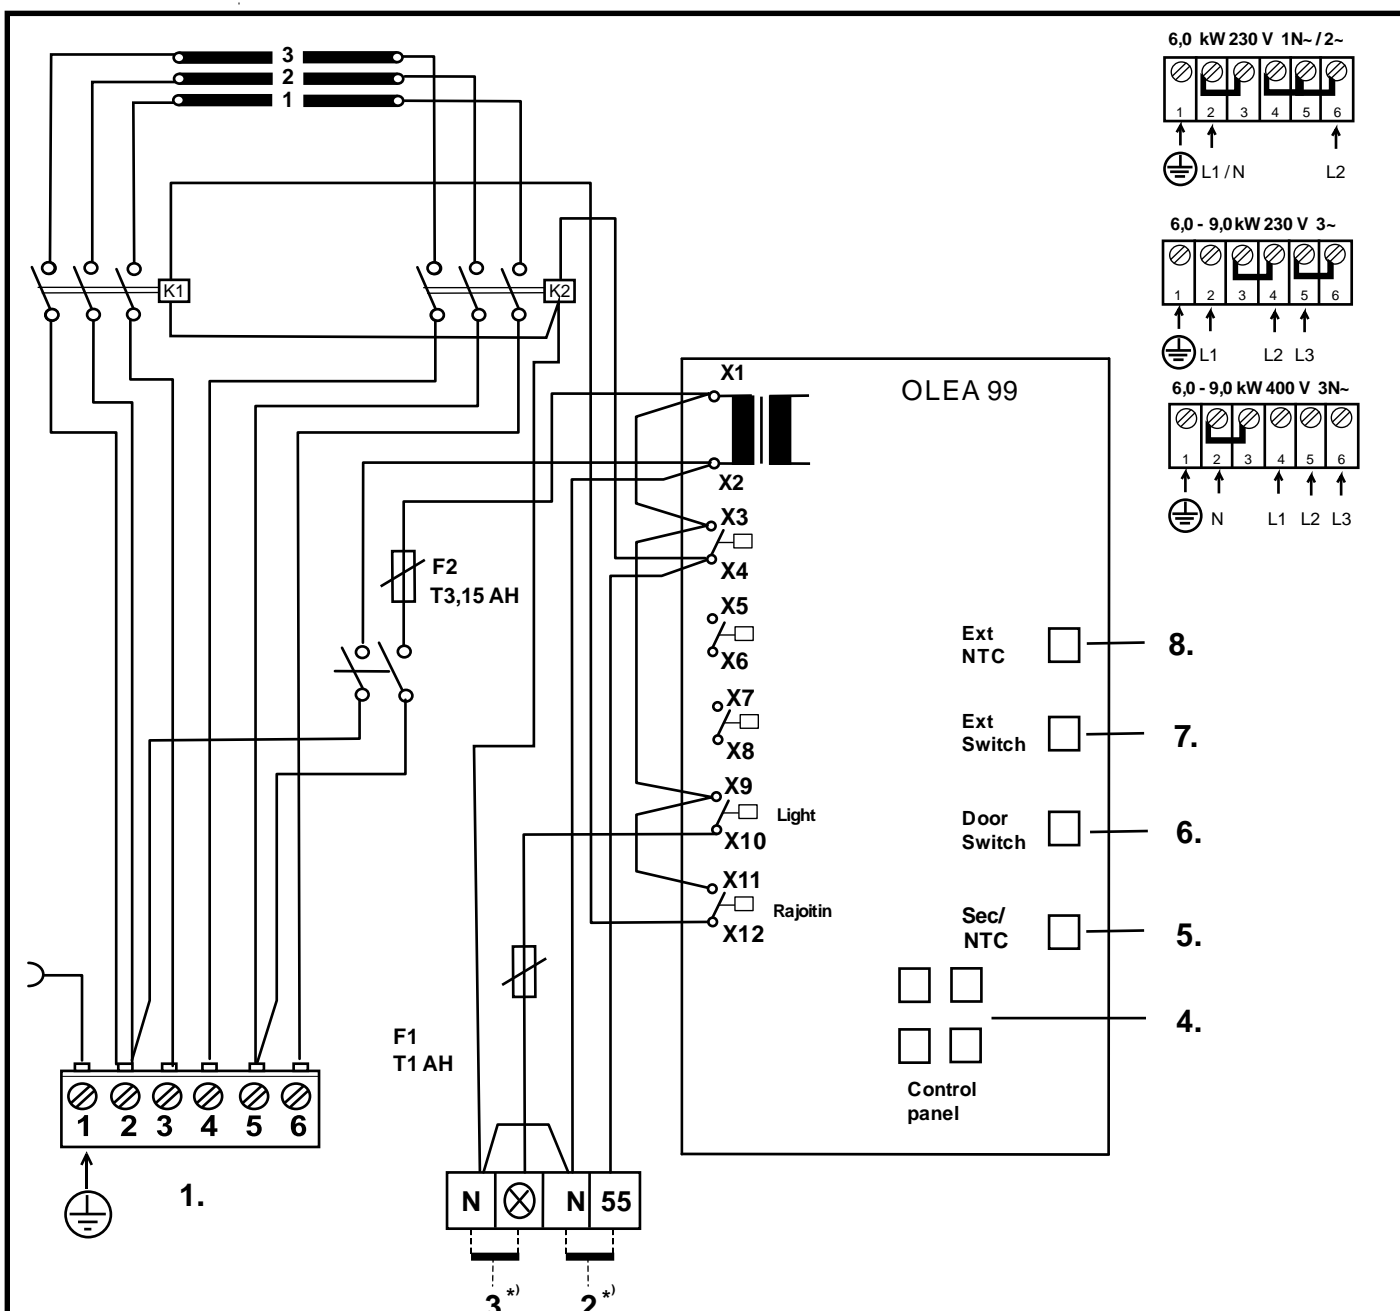 3
2
1
K1
K2
X1
OLEA 99
X2
X3
X4
F2
T3,15 AH
X5
X6
X7
X8
X9
Light
X10
X11
Rajoitin
X12
Ext
NTC
8.
Ext
Switch
7.
Door
Switch
6.
Sec/
NTC
5.
4.
Control
panel
F1
T1 AH
1 2 3 4 5 6
1.
N N 55
3 *)
2 *)
6,0 kW 230 V 1N~ / 2~
1 2 3 4 5 6
L1 / N L2
6,0 - 9,0 kW 230 V 3~
1 2 3 4 5 6
L1 L2 L3
6,0 - 9,0 kW 400 V 3N~
1 2 3 4 5 6
N L1 L2 L3